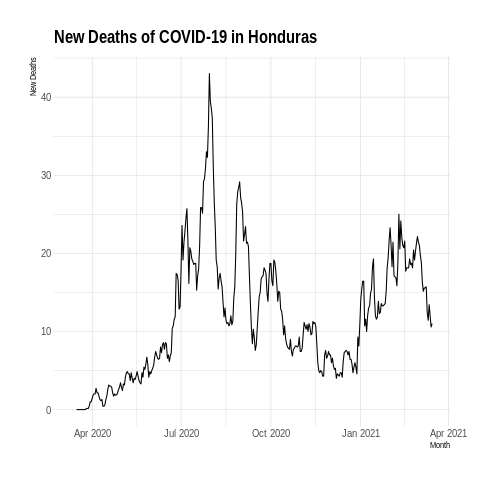 New Deaths of COVID-19 in Honduras
New Deaths
40
30
20
10
0
Apr 2020
Jul 2020
Oct 2020
Jan 2021
Apr 2021
Month